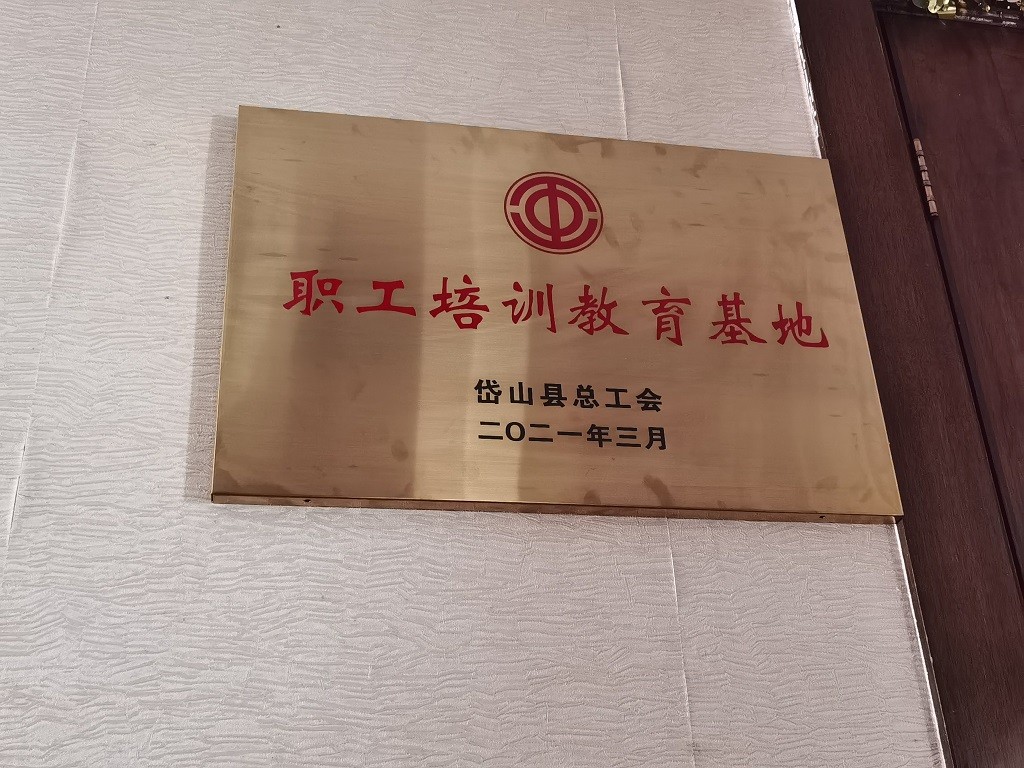 职工培训教育基地
岱山县总工会
二〇二一年三月